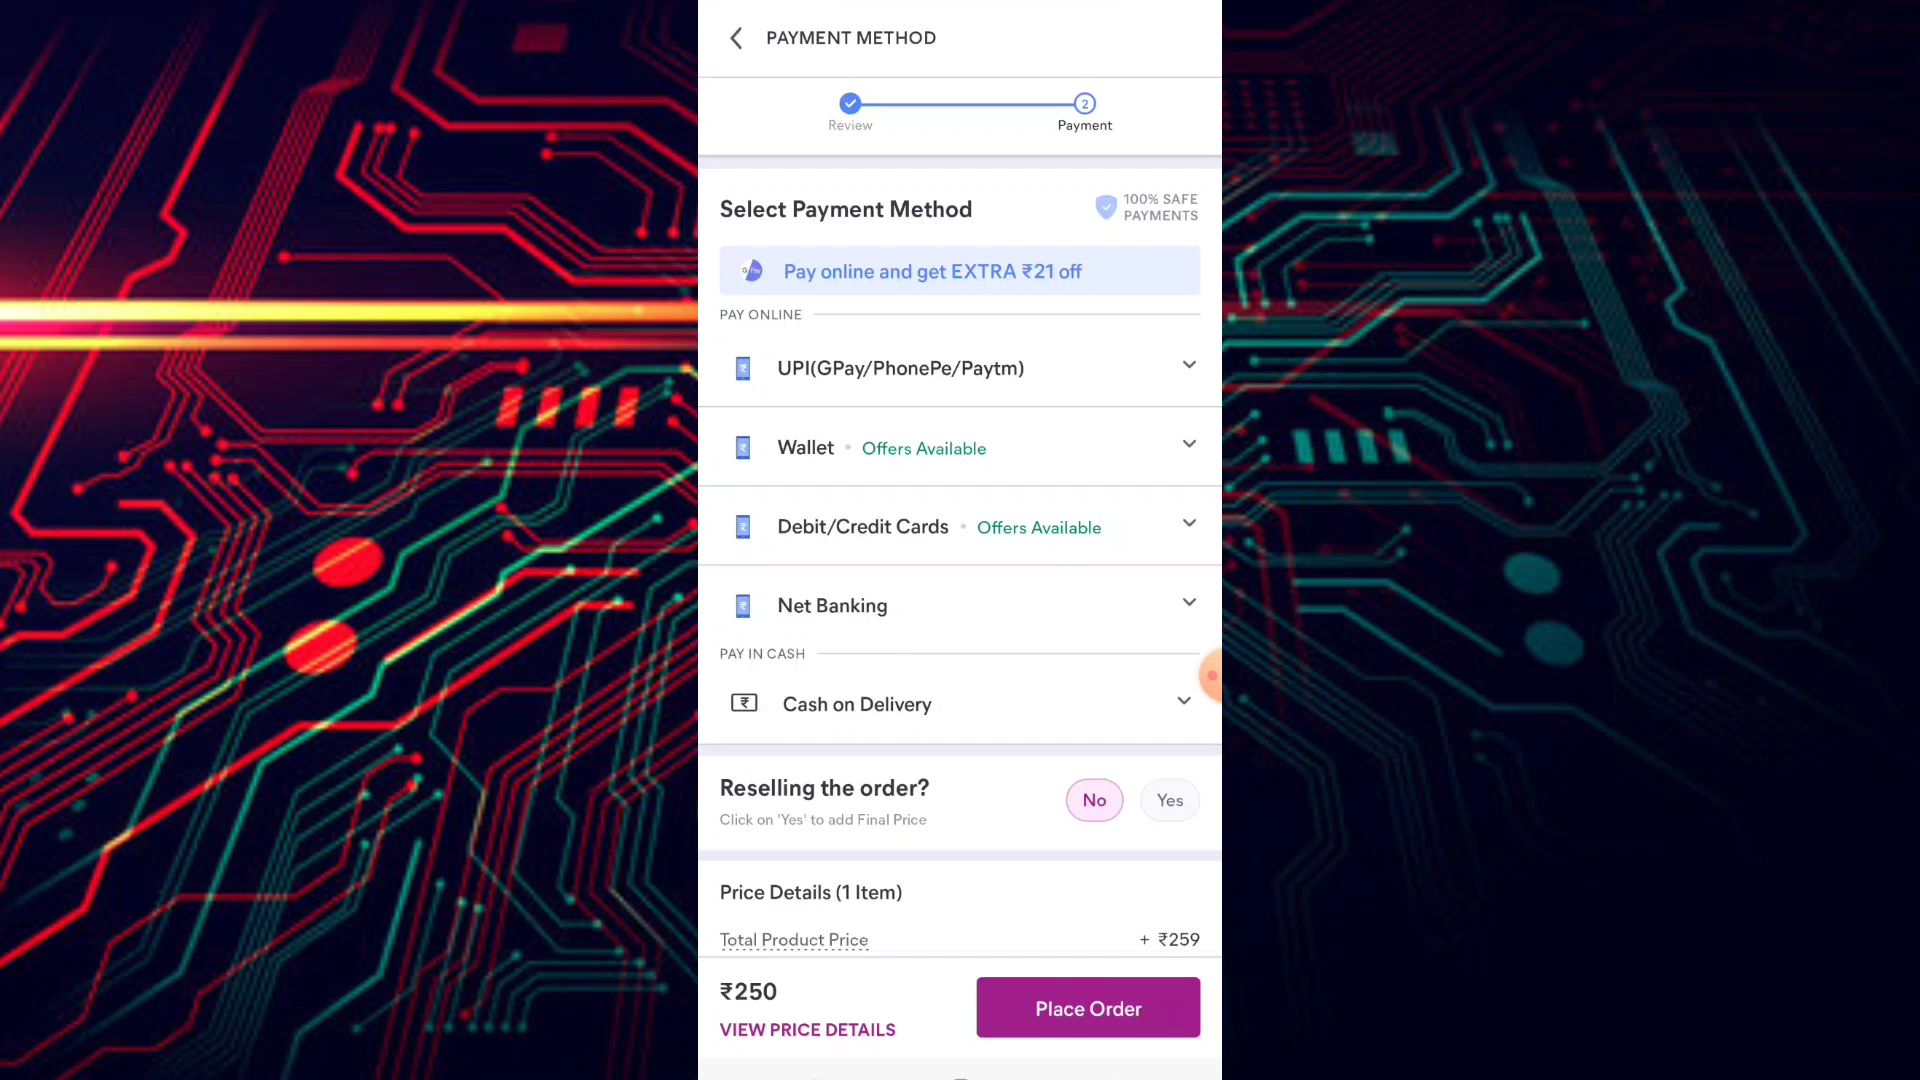 PAYMENT METHOD
2
Review
Payment
Select Payment Method
100% SAFE
PAYMENTS
Pay online and get EXTRA ₹21 off
PAY ONLINE
UPI(GPay/PhonePe/Paytm)
Wallet • Offers Available
Debit/Credit Cards • Offers Available
Net Banking
PAY IN CASH
Cash on Delivery
Reselling the order?
No
Yes
Click on 'Yes' to add Final Price
Price Details (1 Item)
Total Product Price
+ ₹259
₹250
VIEW PRICE DETAILS
Place Order